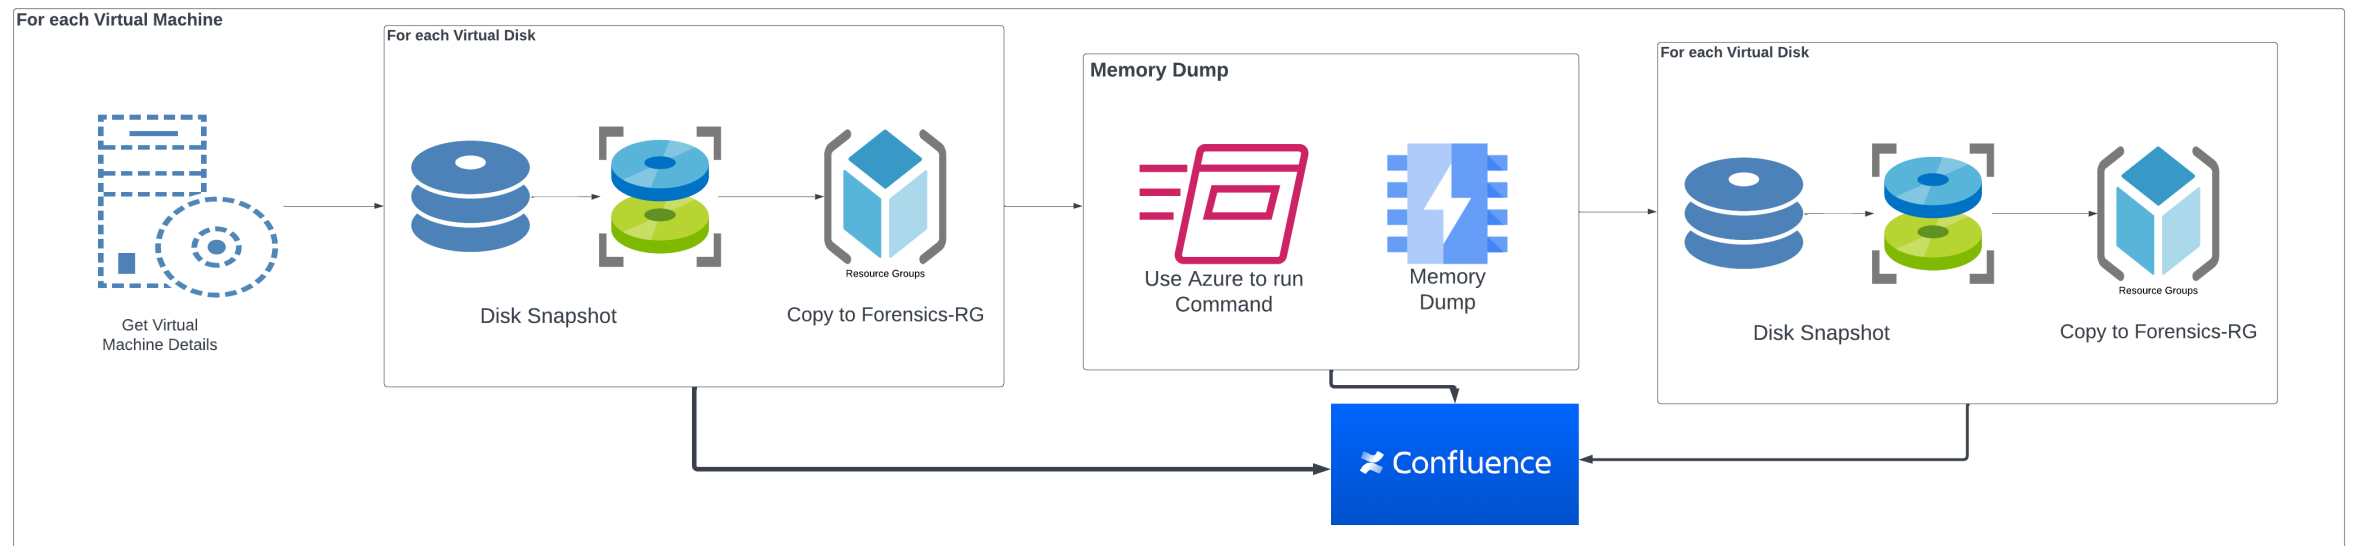 For each Virtual Machine
For each Virtual Disk
Resource Groups
Disk Snapshot
Copy to Forensics-RG
Get Virtual
Machine Details
Memory Dump
Use Azure to run
Command
Memory
Dump
For each Virtual Disk
Resource Groups
Disk Snapshot
Copy to Forensics-RG
Confluence